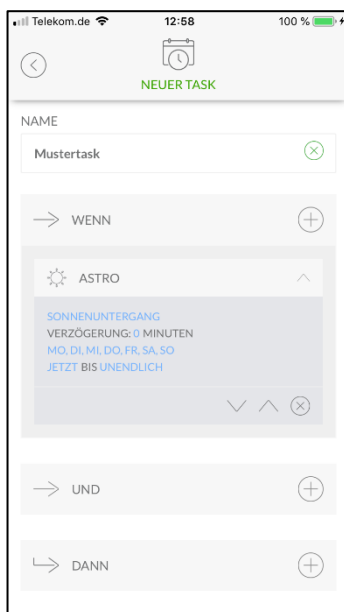 Telekom.de 12:58 100 %
NEUER TASK
NAME
Mustertask
WENN
ASTRO
SONNENUNTERGANG
VERZÖGERUNG: 0 MINUTEN
MO, DI, MI, DO, FR, SA, SO
JETZT BIS UNENDLICH
UND
DANN